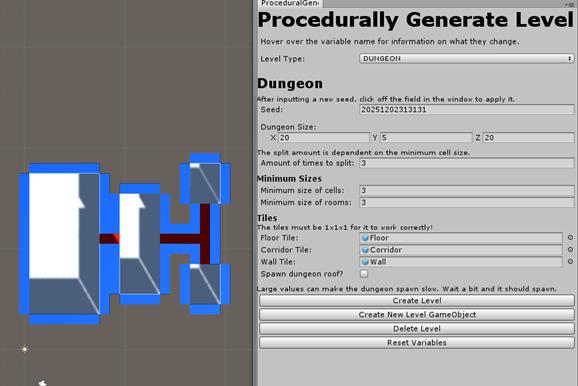 ProceduralGen
Procedurally Generate Level
Hover over the variable name for information on what they change.
Level Type: DUNGEON
Dungeon
After inputting a new seed, click off the field in the window to apply it.
Seed: 20251202313131
Dungeon Size:
X 20 Y 5 Z 20
The split amount is dependent on the minimum cell size.
Amount of times to split: 3
Minimum Sizes
Minimum size of cells: 3
Minimum size of rooms: 3
Tiles
The tiles must be 1x1x1 for it to work correctly!
Floor Tile: Floor
Corridor Tile: Corridor
Wall Tile: Wall
Spawn dungeon roof?
Large values can make the dungeon spawn slow. Wait a bit and it should spawn.
Create Level
Create New Level GameObject
Delete Level
Reset Variables